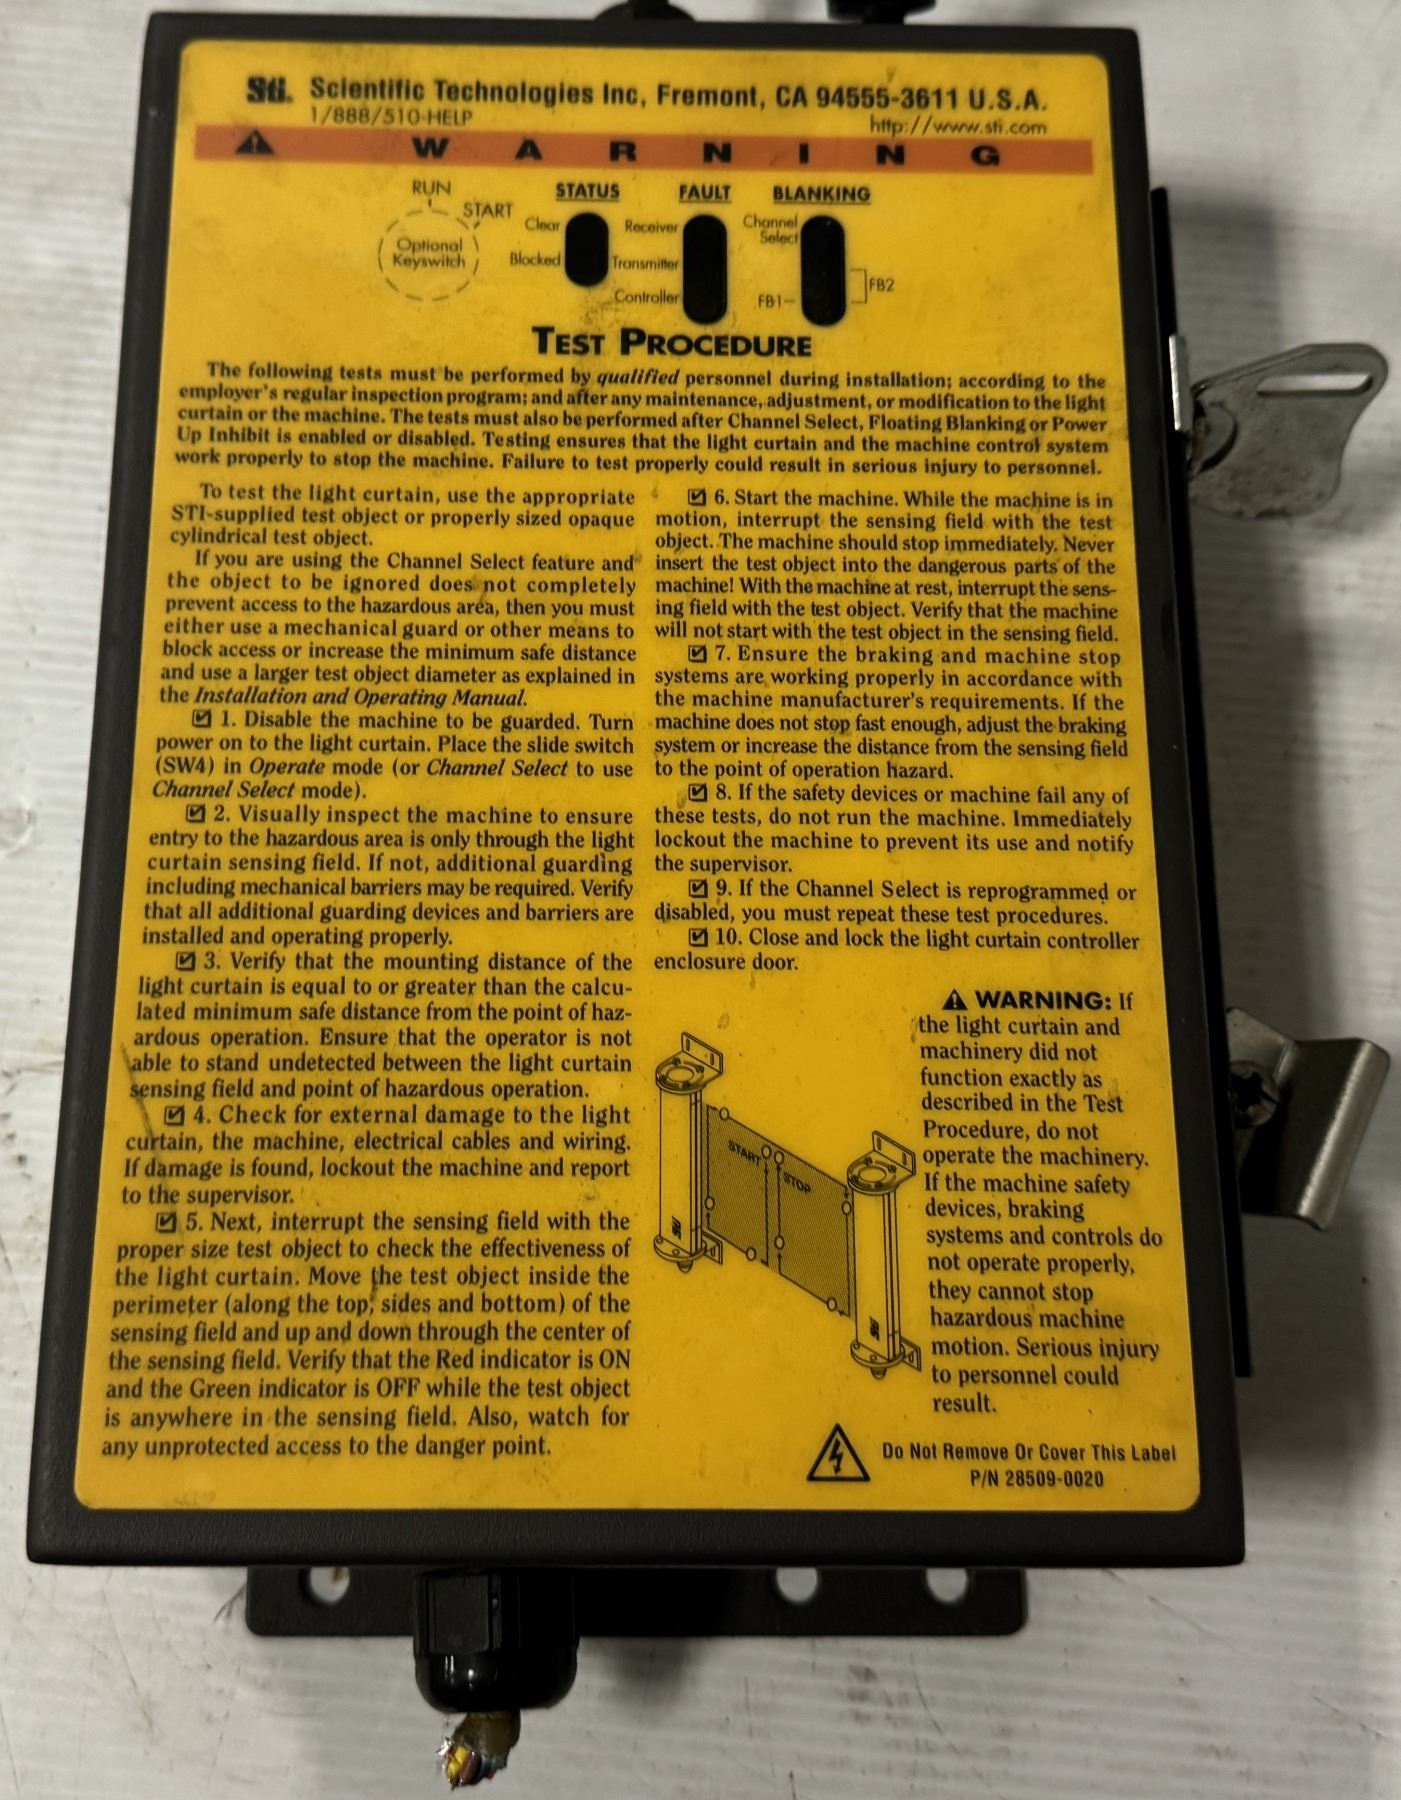 STI. Scientific Technologies Inc, Fremont, CA 94555-3611 U.S.A.
1/888/510-HELP
http://www.sti.com
WARNING
RUN
START
Optional
Keyswitch
STATUS
Clear
Blocked
FAULT
Receiver
Transmitter
Controller
BLANKING
Channel
Select
FB1
FB2
TEST PROCEDURE
The following tests must be performed by qualified personnel during installation; according to the
employer's regular inspection program; and after any maintenance, adjustment, or modification to the light
curtain or the machine. The tests must also be performed after Channel Select, Floating Blanking or Power
Up Inhibit is enabled or disabled. Testing ensures that the light curtain and the machine control system
work properly to stop the machine. Failure to test properly could result in serious injury to personnel.
To test the light curtain, use the appropriate
STI-supplied test object or properly sized opaque
cylindrical test object.
If you are using the Channel Select feature and
the object to be ignored does not completely
prevent access to the hazardous area, then you must
either use a mechanical guard or other means to
block access or increase the minimum safe distance
and use a larger test object diameter as explained in
the Installation and Operating Manual.
☑ 1. Disable the machine to be guarded. Turn
power on to the light curtain. Place the slide switch
(SW4) in Operate mode (or Channel Select to use
Channel Select mode).
☑ 2. Visually inspect the machine to ensure
entry to the hazardous area is only through the light
curtain sensing field. If not, additional guarding
including mechanical barriers may be required. Verify
that all additional guarding devices and barriers are
installed and operating properly.
☑ 3. Verify that the mounting distance of the
light curtain is equal to or greater than the calcu-
lated minimum safe distance from the point of haz-
ardous operation. Ensure that the operator is not
able to stand undetected between the light curtain
sensing field and point of hazardous operation.
☑ 4. Check for external damage to the light
curtain, the machine, electrical cables and wiring.
If damage is found, lockout the machine and report
to the supervisor.
☑ 5. Next, interrupt the sensing field with the
proper size test object to check the effectiveness of
the light curtain. Move the test object inside the
perimeter (along the top, sides and bottom) of the
sensing field and up and down through the center of
the sensing field. Verify that the Red indicator is ON
and the Green indicator is OFF while the test object
is anywhere in the sensing field. Also, watch for
any unprotected access to the danger point.
☑ 6. Start the machine. While the machine is in
motion, interrupt the sensing field with the test
object. The machine should stop immediately. Never
insert the test object into the dangerous parts of the
machine! With the machine at rest, interrupt the sens-
ing field with the test object. Verify that the machine
will not start with the test object in the sensing field.
☑ 7. Ensure the braking and machine stop
systems are working properly in accordance with
the machine manufacturer's requirements. If the
machine does not stop fast enough, adjust the braking
system or increase the distance from the sensing field
to the point of operation hazard.
☑ 8. If the safety devices or machine fail any of
these tests, do not run the machine. Immediately
lockout the machine to prevent its use and notify
the supervisor.
☑ 9. If the Channel Select is reprogrammed or
disabled, you must repeat these test procedures.
☑ 10. Close and lock the light curtain controller
enclosure door.
START
STOP
STI
STI
⚠ WARNING: If
the light curtain and
machinery did not
function exactly as
described in the Test
Procedure, do not
operate the machinery.
If the machine safety
devices, braking
systems and controls do
not operate properly,
they cannot stop
hazardous machine
motion. Serious injury
to personnel could
result.
Do Not Remove Or Cover This Label
P/N 28509-0020